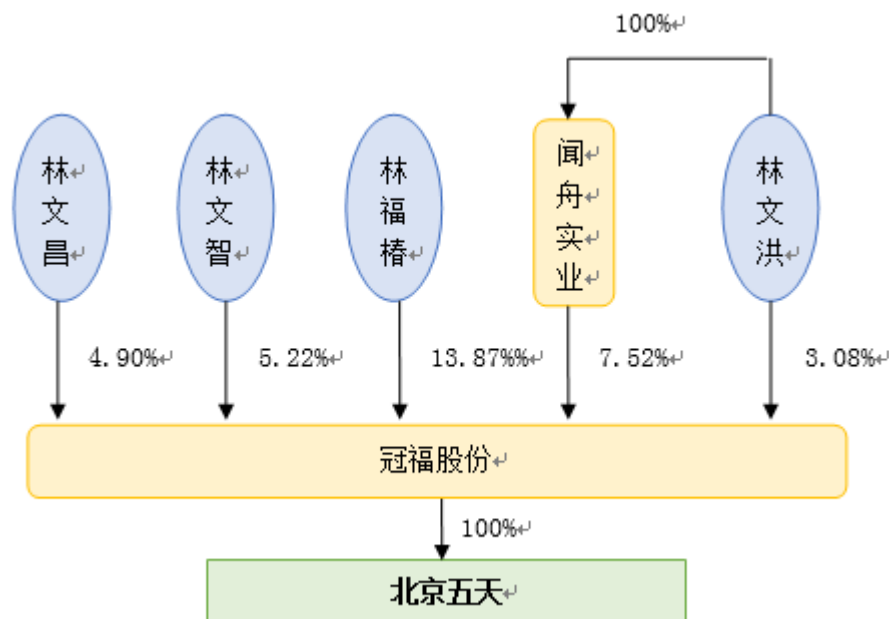 100%↵
林↵
文
昌↵
林↵
文
智↵
林
福
椿↵
闻↵
舟
实↵
业↵
林↵
文
洪↵
4.90%↵
5.22%↵
13.87%%↵
7.52%↵
3.08%↵
冠福股份↵
100%↵
北京五天↵